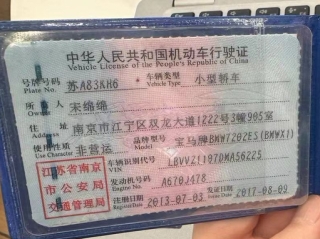 中华人民共和国机动车行驶证
Vehicle License of the People's Republic of China
号牌号码 苏A83KH6 车辆类型 小型轿车
Plate No. Vehicle Type
所有人 宋绵绵
Owner
住址 南京市江宁区双龙大道1222号3幢905室
Address
使用性质 非营运 品牌型号 宝马牌BMW7202ES(BMWX1)
Use Character Model
江苏省南京
市公安局
交通管理局
车辆识别代号 LBVVZ1107DMA56225
VIN
发动机号码 A670J478
Engine No.
注册日期 2013-07-03 发证日期 2017-08-09
Register Date Issue Date